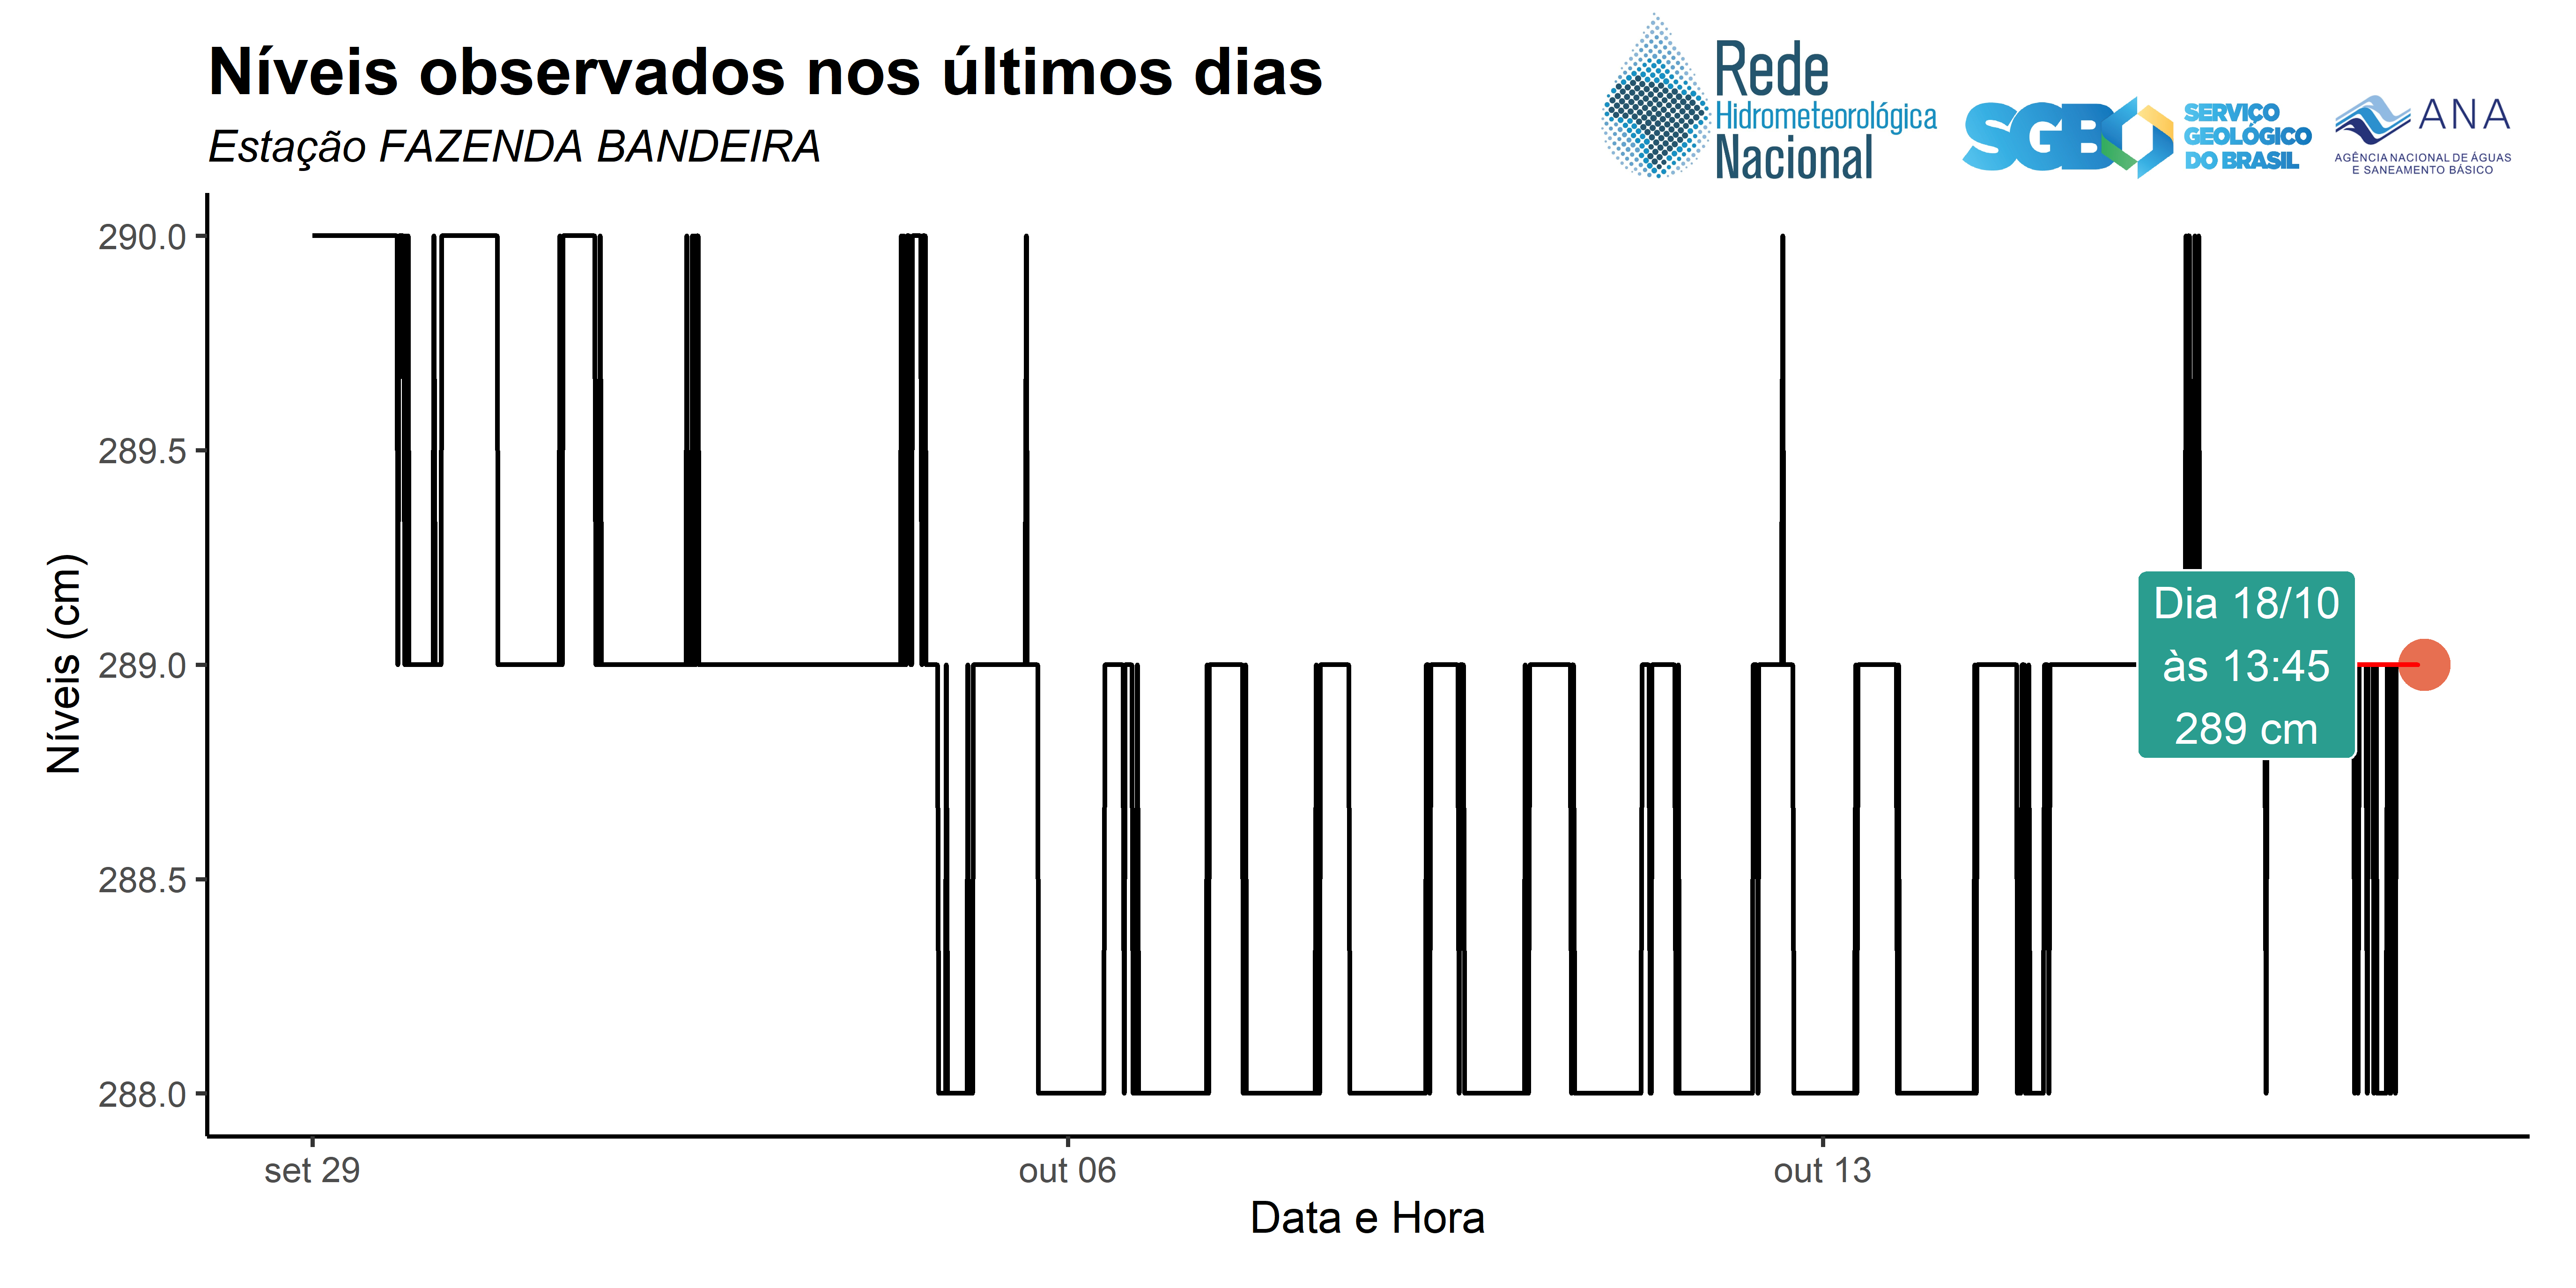 Níveis observados nos últimos dias
Estação FAZENDA BANDEIRA
Rede
Hidrometeorológica
Nacional
SGB
SERVIÇO
GEOLÓGICO
DO BRASIL
ANA
AGÊNCIA NACIONAL DE ÁGUAS
E SANEAMENTO BÁSICO
Níveis (cm)
290.0
289.5
289.0
288.5
288.0
Dia 18/10
às 13:45
289 cm
set 29
out 06
out 13
Data e Hora